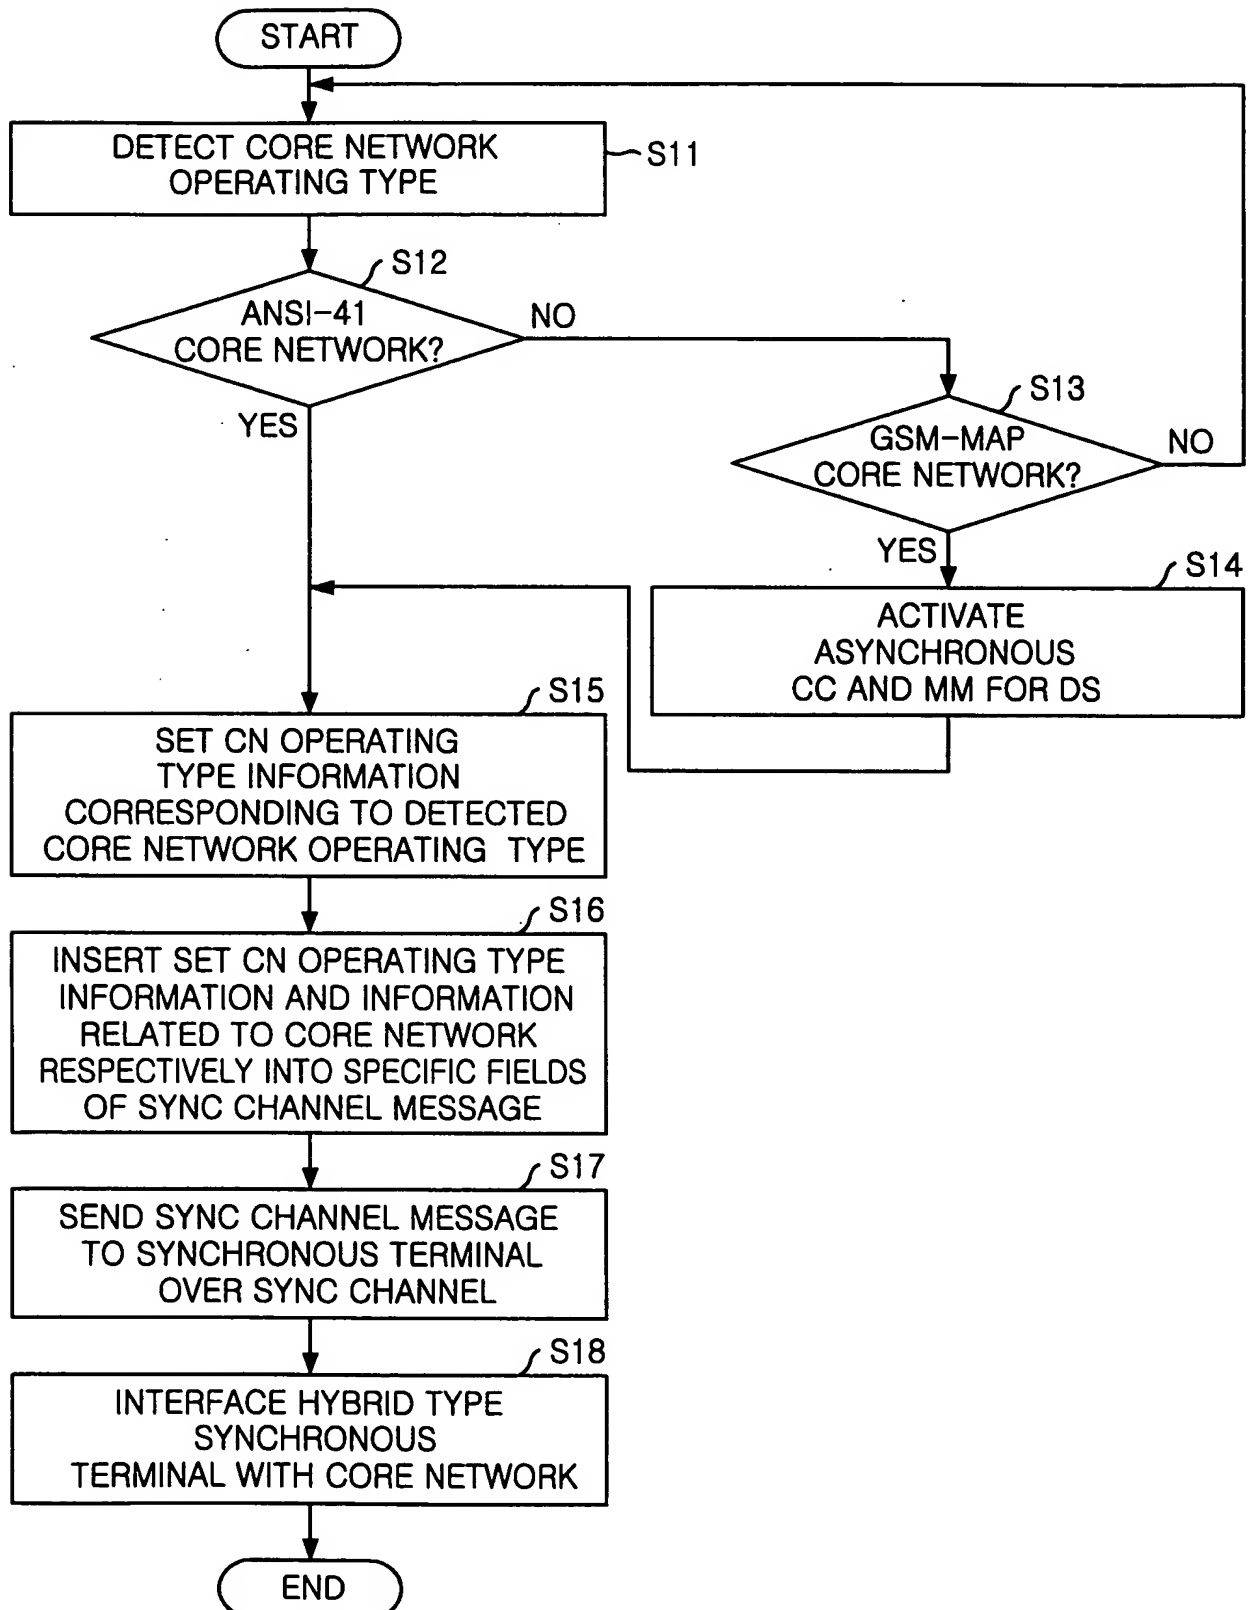 START
DETECT CORE NETWORK
OPERATING TYPE
S11
S12
ANSI-41
CORE NETWORK?
NO
YES
S13
GSM-MAP
CORE NETWORK?
NO
YES
S14
ACTIVATE
ASYNCHRONOUS
CC AND MM FOR DS
S15
SET CN OPERATING
TYPE INFORMATION
CORRESPONDING TO DETECTED
CORE NETWORK OPERATING TYPE
S16
INSERT SET CN OPERATING TYPE
INFORMATION AND INFORMATION
RELATED TO CORE NETWORK
RESPECTIVELY INTO SPECIFIC FIELDS
OF SYNC CHANNEL MESSAGE
S17
SEND SYNC CHANNEL MESSAGE
TO SYNCHRONOUS TERMINAL
OVER SYNC CHANNEL
S18
INTERFACE HYBRID TYPE
SYNCHRONOUS
TERMINAL WITH CORE NETWORK
END